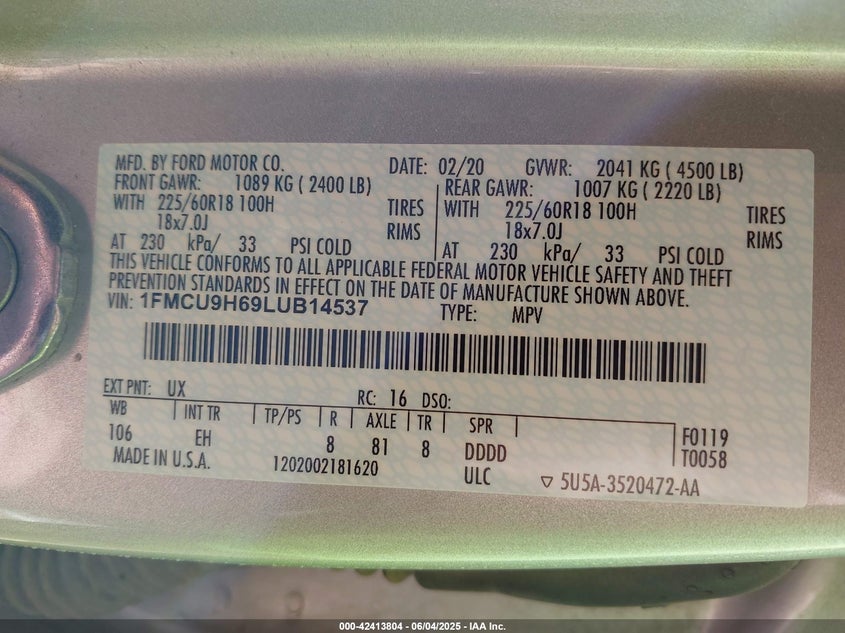 MFD. BY FORD MOTOR CO. DATE: 02/20 GVWR: 2041 KG ( 4500 LB)
FRONT GAWR: 1089 KG ( 2400 LB) REAR GAWR: 1007 KG ( 2220 LB)
WITH 225/60R18 100H TIRES WITH 225/60R18 100H TIRES
18x7.0J RIMS 18x7.0J RIMS
AT 230 kPa/ 33 PSI COLD AT 230 kPa/ 33 PSI COLD
THIS VEHICLE CONFORMS TO ALL APPLICABLE FEDERAL MOTOR VEHICLE SAFETY AND THEFT
PREVENTION STANDARDS IN EFFECT ON THE DATE OF MANUFACTURE SHOWN ABOVE.
VIN: 1FMCU9H69LUB14537 TYPE: MPV
EXT PNT: UX RC: 16 DSO:
WB INT TR TP/PS R AXLE TR SPR
106 EH 8 81 8 DDDD F0119
T0058
MADE IN U.S.A. 1202002181620 ULC 5U5A-3520472-AA
000-42413804 - 06/04/2025 - IAA Inc.